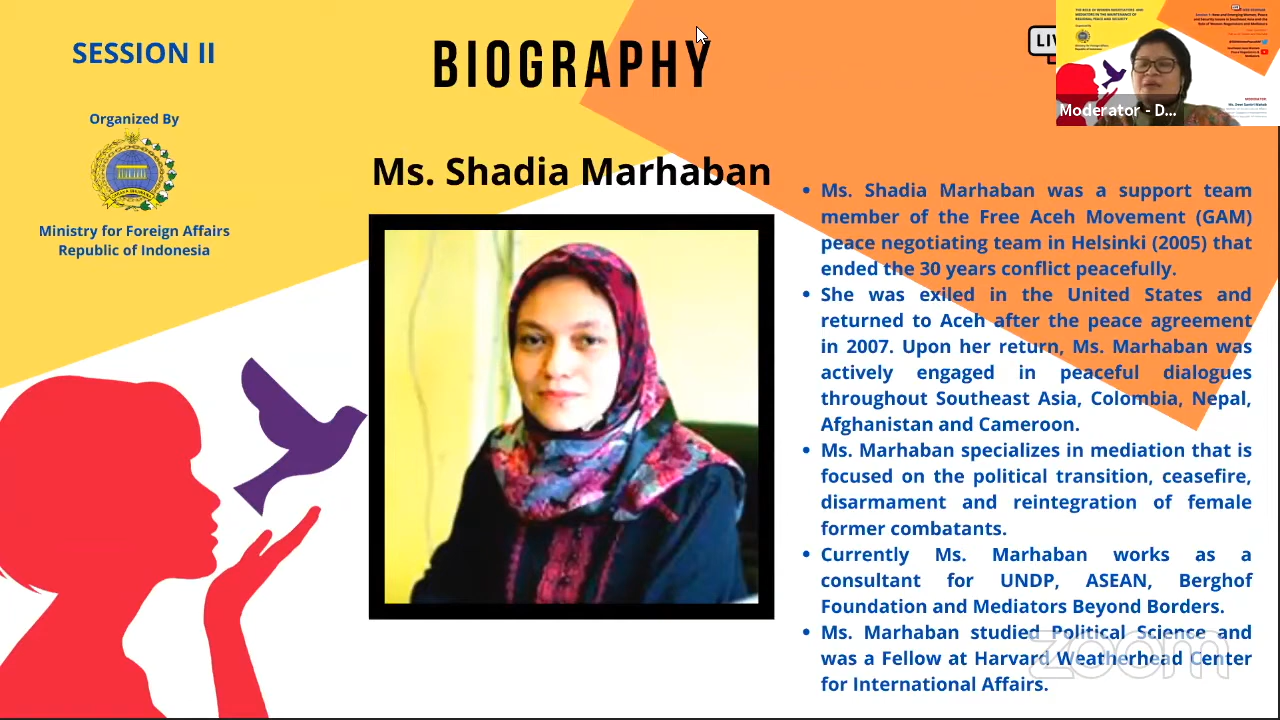 SESSION II
BIOGRAPHY
LIV
Organized By
Ministry for Foreign Affairs
Republic of Indonesia
Ms. Shadia Marhaban
Moderator - D...
• Ms. Shadia Marhaban was a support team
member of the Free Aceh Movement (GAM)
peace negotiating team in Helsinki (2005) that
ended the 30 years conflict peacefully.
• She was exiled in the United States and
returned to Aceh after the peace agreement
in 2007. Upon her return, Ms. Marhaban was
actively engaged in peaceful dialogues
throughout Southeast Asia, Colombia, Nepal,
Afghanistan and Cameroon.
• Ms. Marhaban specializes in mediation that is
focused on the political transition, ceasefire,
disarmament and reintegration of female
former combatants.
• Currently Ms. Marhaban works as a
consultant for UNDP, ASEAN, Berghof
Foundation and Mediators Beyond Borders.
• Ms. Marhaban studied Political Science and
was a Fellow at Harvard Weatherhead Center
for International Affairs.
zoom